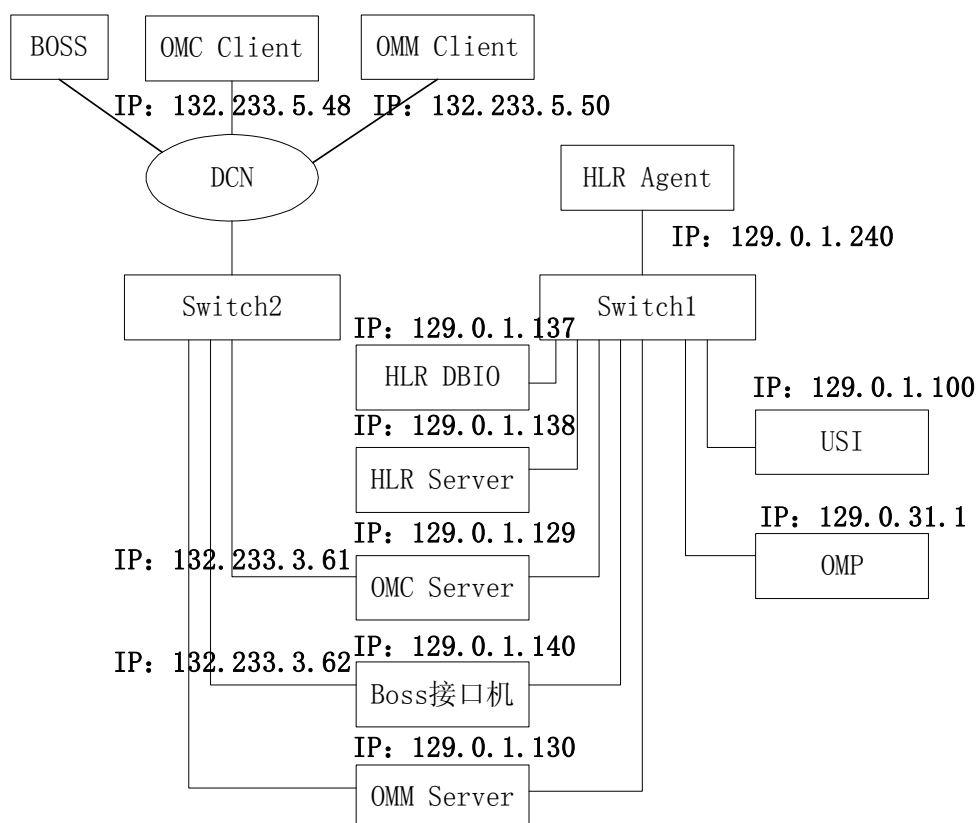 BOSS
OMC Client
OMM Client
IP: 132.233.5.48
IP: 132.233.5.50
DCN
HLR Agent
IP: 129.0.1.240
Switch2
Switch1
IP: 129.0.1.137
HLR DBIO
IP: 129.0.1.100
IP: 129.0.1.138
USI
HLR Server
IP: 129.0.31.1
IP: 129.0.1.129
IP: 132.233.3.61
OMC Server
OMP
IP: 129.0.1.140
IP: 132.233.3.62
Boss接口机
IP: 129.0.1.130
OMM Server